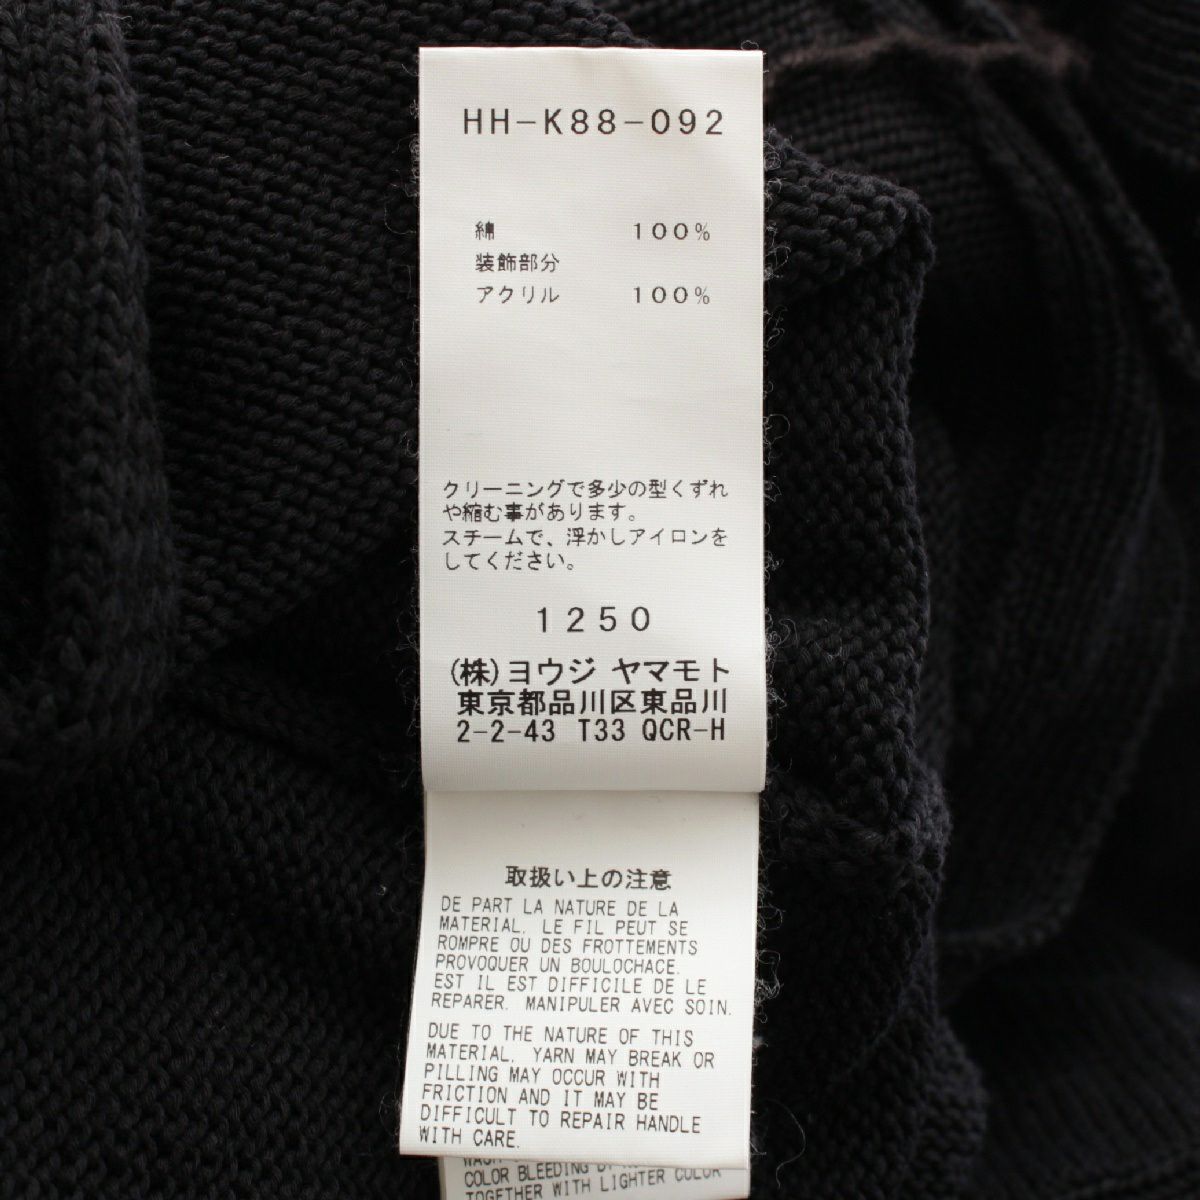 HH-K88-092
綿 100%
装飾部分
アクリル 100%
クリーニングで多少の型くずれ
や縮む事があります。
スチームで、浮かしアイロンを
してください。
1250
(株)ヨウジ ヤマモト
東京都品川区東品川
2-2-43 T33 QCR-H
取扱い上の注意
DE PART LA NATURE DE LA
MATERIAL. LE FIL PEUT SE
ROMPRE OU DES FROTTEMENTS
PROVOQUER UN BOULOCHACE.
EST IL EST DIFFICILE DE LE
REPARER. MANIPULER AVEC SOIN.
DUE TO THE NATURE OF THIS
MATERIAL. YARN MAY BREAK OR
PILLING MAY OCCUR WITH
FRICTION AND IT MAY BE
DIFFICULT TO REPAIR HANDLE
WITH CARE.
COLOR BLEEDING
TOGETHER WITH LIGHTER COLOR